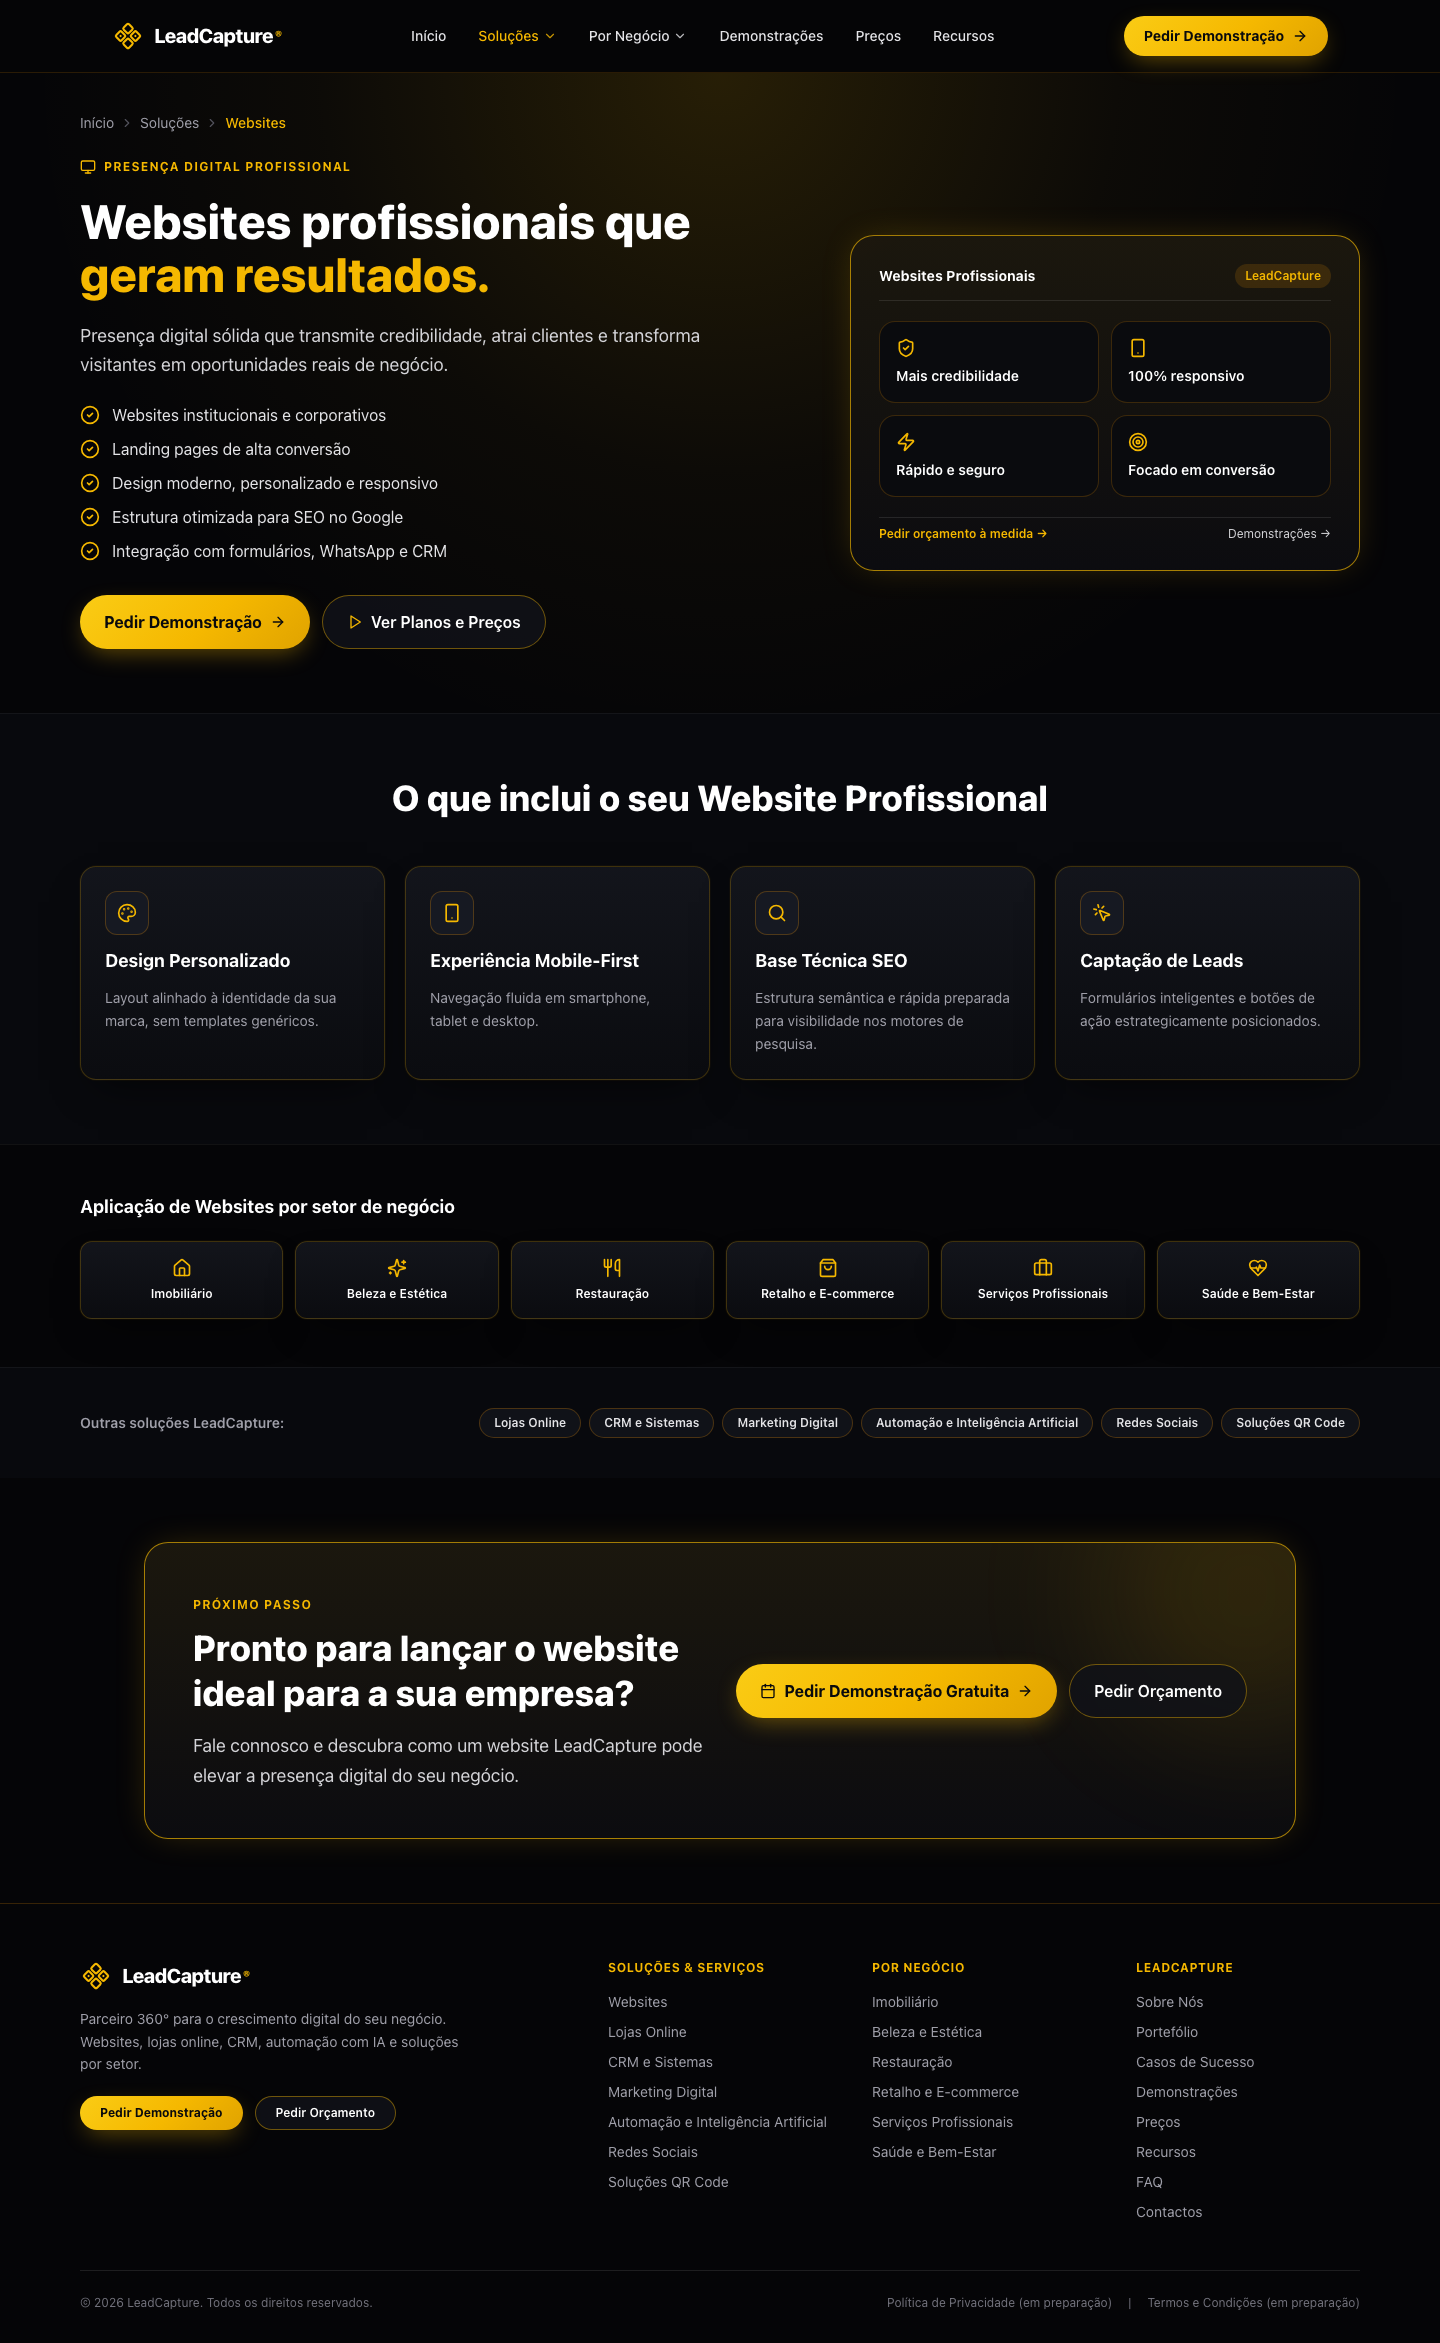 LeadCapture®
Início
Soluções
Por Negócio
Demonstrações
Preços
Recursos
Pedir Demonstração →
Início > Soluções > Websites
PRESENÇA DIGITAL PROFISSIONAL
Websites profissionais que
geram resultados.
Presença digital sólida que transmite credibilidade, atrai clientes e transforma
visitantes em oportunidades reais de negócio.
Websites institucionais e corporativos
Landing pages de alta conversão
Design moderno, personalizado e responsivo
Estrutura otimizada para SEO no Google
Integração com formulários, WhatsApp e CRM
Pedir Demonstração →
Ver Planos e Preços
Websites Profissionais
LeadCapture
Mais credibilidade
100% responsivo
Rápido e seguro
Focado em conversão
Pedir orçamento à medida →
Demonstrações →
O que inclui o seu Website Profissional
Design Personalizado
Layout alinhado à identidade da sua
marca, sem templates genéricos.
Experiência Mobile-First
Navegação fluida em smartphone,
tablet e desktop.
Base Técnica SEO
Estrutura semântica e rápida preparada
para visibilidade nos motores de
pesquisa.
Captação de Leads
Formulários inteligentes e botões de
ação estrategicamente posicionados.
Aplicação de Websites por setor de negócio
Imobiliário
Beleza e Estética
Restauração
Retalho e E-commerce
Serviços Profissionais
Saúde e Bem-Estar
Outras soluções LeadCapture:
Lojas Online
CRM e Sistemas
Marketing Digital
Automação e Inteligência Artificial
Redes Sociais
Soluções QR Code
PRÓXIMO PASSO
Pronto para lançar o website
ideal para a sua empresa?
Fale connosco e descubra como um website LeadCapture pode
elevar a presença digital do seu negócio.
Pedir Demonstração Gratuita →
Pedir Orçamento
LeadCapture®
Parceiro 360° para o crescimento digital do seu negócio.
Websites, lojas online, CRM, automação com IA e soluções
por setor.
Pedir Demonstração
Pedir Orçamento
SOLUÇÕES & SERVIÇOS
Websites
Lojas Online
CRM e Sistemas
Marketing Digital
Automação e Inteligência Artificial
Redes Sociais
Soluções QR Code
POR NEGÓCIO
Imobiliário
Beleza e Estética
Restauração
Retalho e E-commerce
Serviços Profissionais
Saúde e Bem-Estar
LEADCAPTURE
Sobre Nós
Portefólio
Casos de Sucesso
Demonstrações
Preços
Recursos
FAQ
Contactos
© 2026 LeadCapture. Todos os direitos reservados.
Política de Privacidade (em preparação) | Termos e Condições (em preparação)